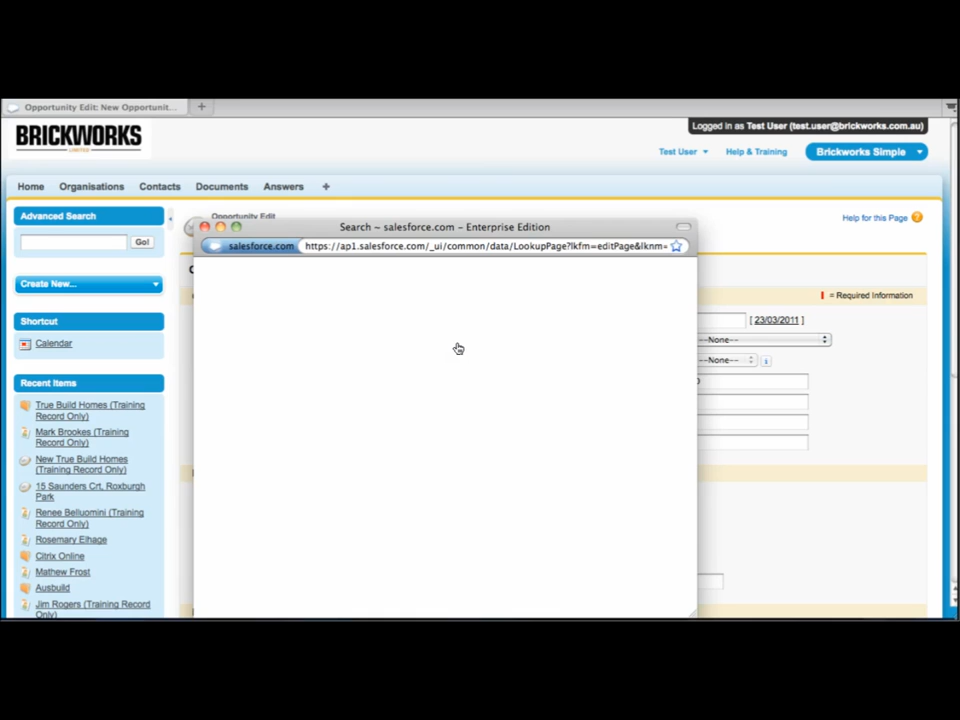 Opportunity Edit: New Opportunit...
BRICKWORKS
LIMITED
Logged in as Test User (test.user@brickworks.com.au)
Test User
Help & Training
Brickworks Simple
Home
Organisations
Contacts
Documents
Answers
+
Advanced Search
Go!
Create New...
Shortcut
Calendar
Recent Items
True Build Homes (Training
Record Only)
Mark Brookes (Training
Record Only)
New True Build Homes
(Training Record Only)
15 Saunders Crt, Roxburgh
Park
Renee Belluomini (Training
Record Only)
Rosemary Elhage
Citrix Online
Mathew Frost
Ausbuild
Jim Rogers (Training Record
Only)
Opportunity Edit
Help for this Page
Search ~ salesforce.com – Enterprise Edition
salesforce.com
https://ap1.salesforce.com/_ui/common/data/LookupPage?lkfm=editPage&lknm=
= Required Information
[ 23/03/2011 ]
--None--
--None--